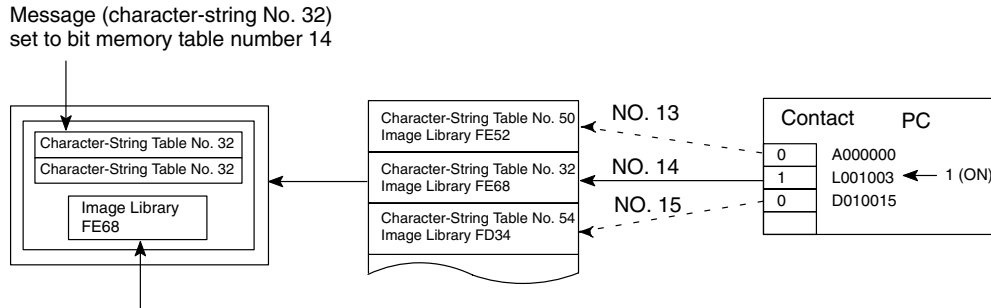 Message (character-string No. 32)
set to bit memory table number 14
Character-String Table No. 32
Character-String Table No. 32
Image Library
FE68
Character-String Table No. 50
Image Library FE52
Character-String Table No. 32
Image Library FE68
Character-String Table No. 54
Image Library FD34
NO. 13
NO. 14
NO. 15
Contact PC
0 A000000
1 L001003 1 (ON)
0 D010015